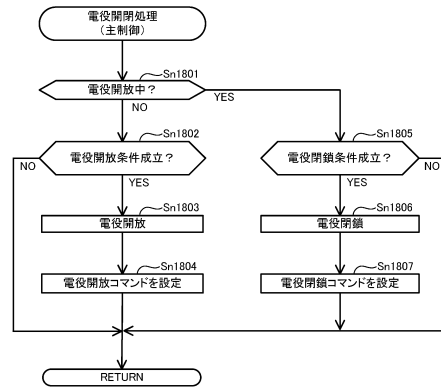 電役開閉処理
(主制御)
Sn1801
電役開放中?
YES
NO
Sn1802
Sn1805
電役開放条件成立?
電役閉鎖条件成立?
NO
NO
YES
YES
Sn1803
Sn1806
電役開放
電役閉鎖
Sn1804
Sn1807
電役開放コマンドを設定
電役閉鎖コマンドを設定
RETURN